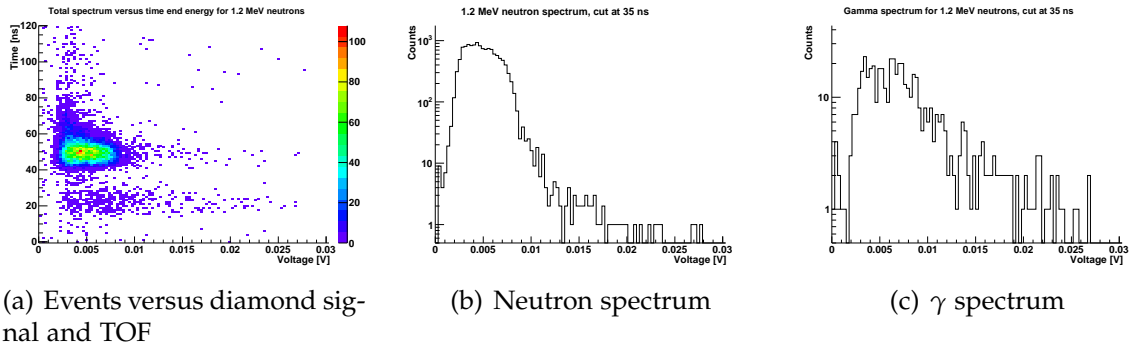 Total spectrum versus time end energy for 1.2 MeV neutrons
Time [ns]
120
100
80
60
40
20
0
0 0.005 0.01 0.015 0.02 0.025 0.03
Voltage [V]
100
80
60
40
20
0
1.2 MeV neutron spectrum, cut at 35 ns
Counts
10³
10²
10
1
0 0.005 0.01 0.015 0.02 0.025 0.03
Voltage [V]
Gamma spectrum for 1.2 MeV neutrons, cut at 35 ns
Counts
10
1
0 0.005 0.01 0.015 0.02 0.025 0.03
Voltage [V]
(a) Events versus diamond sig-
nal and TOF
(b) Neutron spectrum
(c) γ spectrum